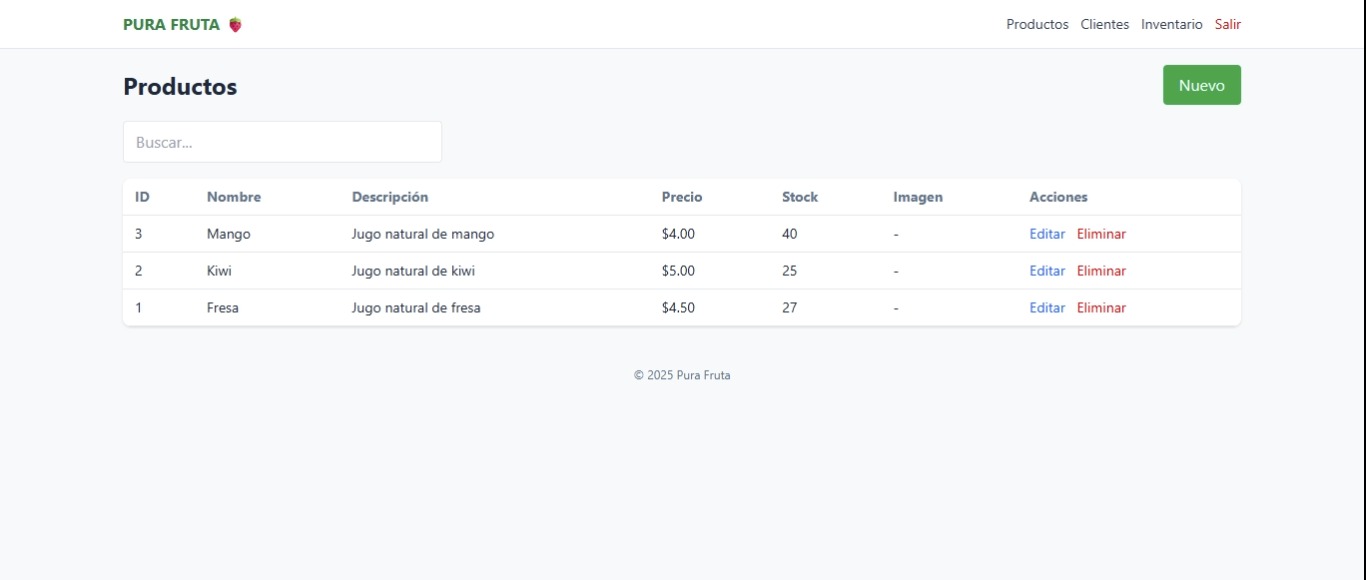 PURA FRUTA 🍓 Productos Clientes Inventario Salir
Productos Nuevo
Buscar...
ID Nombre Descripción Precio Stock Imagen Acciones
3 Mango Jugo natural de mango $4.00 40 - Editar Eliminar
2 Kiwi Jugo natural de kiwi $5.00 25 - Editar Eliminar
1 Fresa Jugo natural de fresa $4.50 27 - Editar Eliminar
© 2025 Pura Fruta